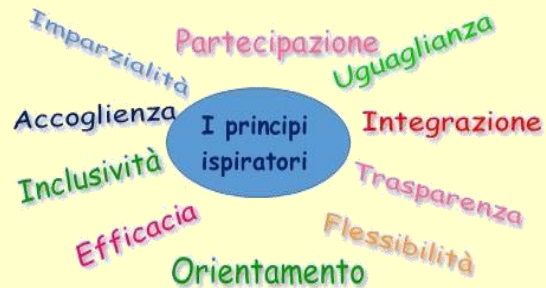 Imparzialità
Partecipazione
Uguaglianza
Accoglienza
I principi
ispiratori
Integrazione
Inclusività
Trasparenza
Efficacia
Flessibilità
Orientamento